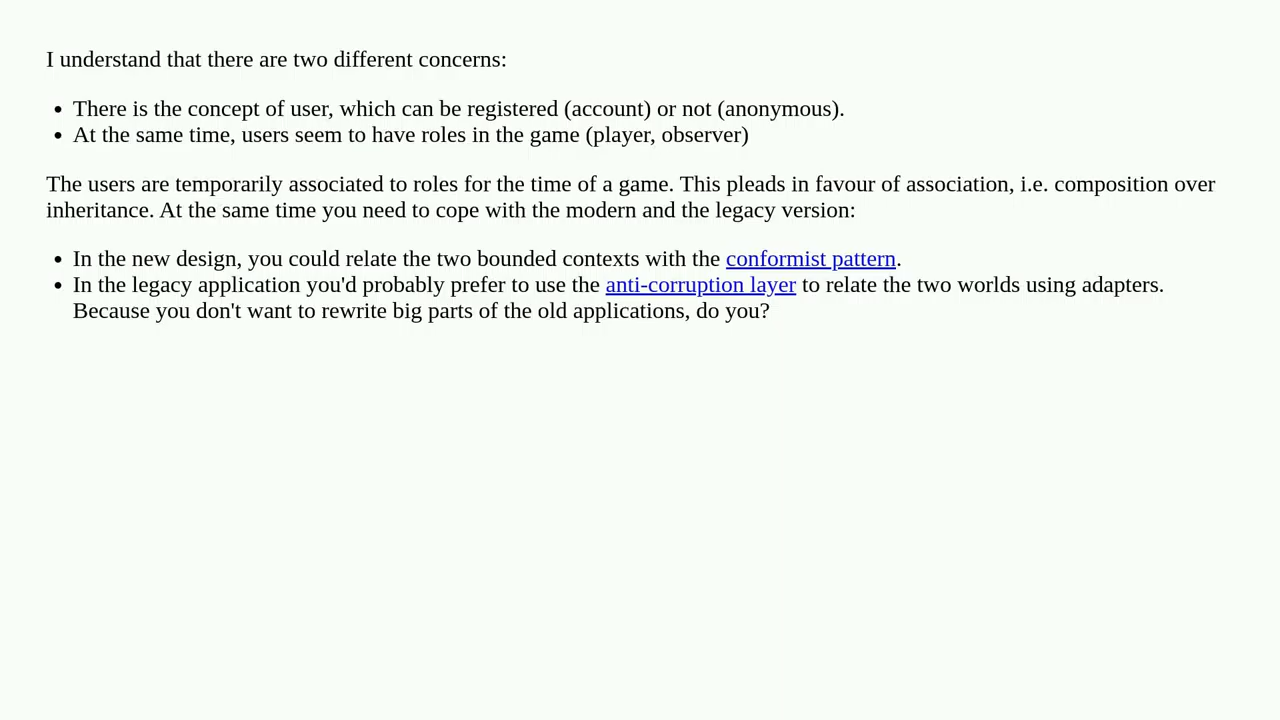 I understand that there are two different concerns:
• There is the concept of user, which can be registered (account) or not (anonymous).
• At the same time, users seem to have roles in the game (player, observer)
The users are temporarily associated to roles for the time of a game. This pleads in favour of association, i.e. composition over
inheritance. At the same time you need to cope with the modern and the legacy version:
• In the new design, you could relate the two bounded contexts with the conformist pattern.
• In the legacy application you'd probably prefer to use the anti-corruption layer to relate the two worlds using adapters.
Because you don't want to rewrite big parts of the old applications, do you?